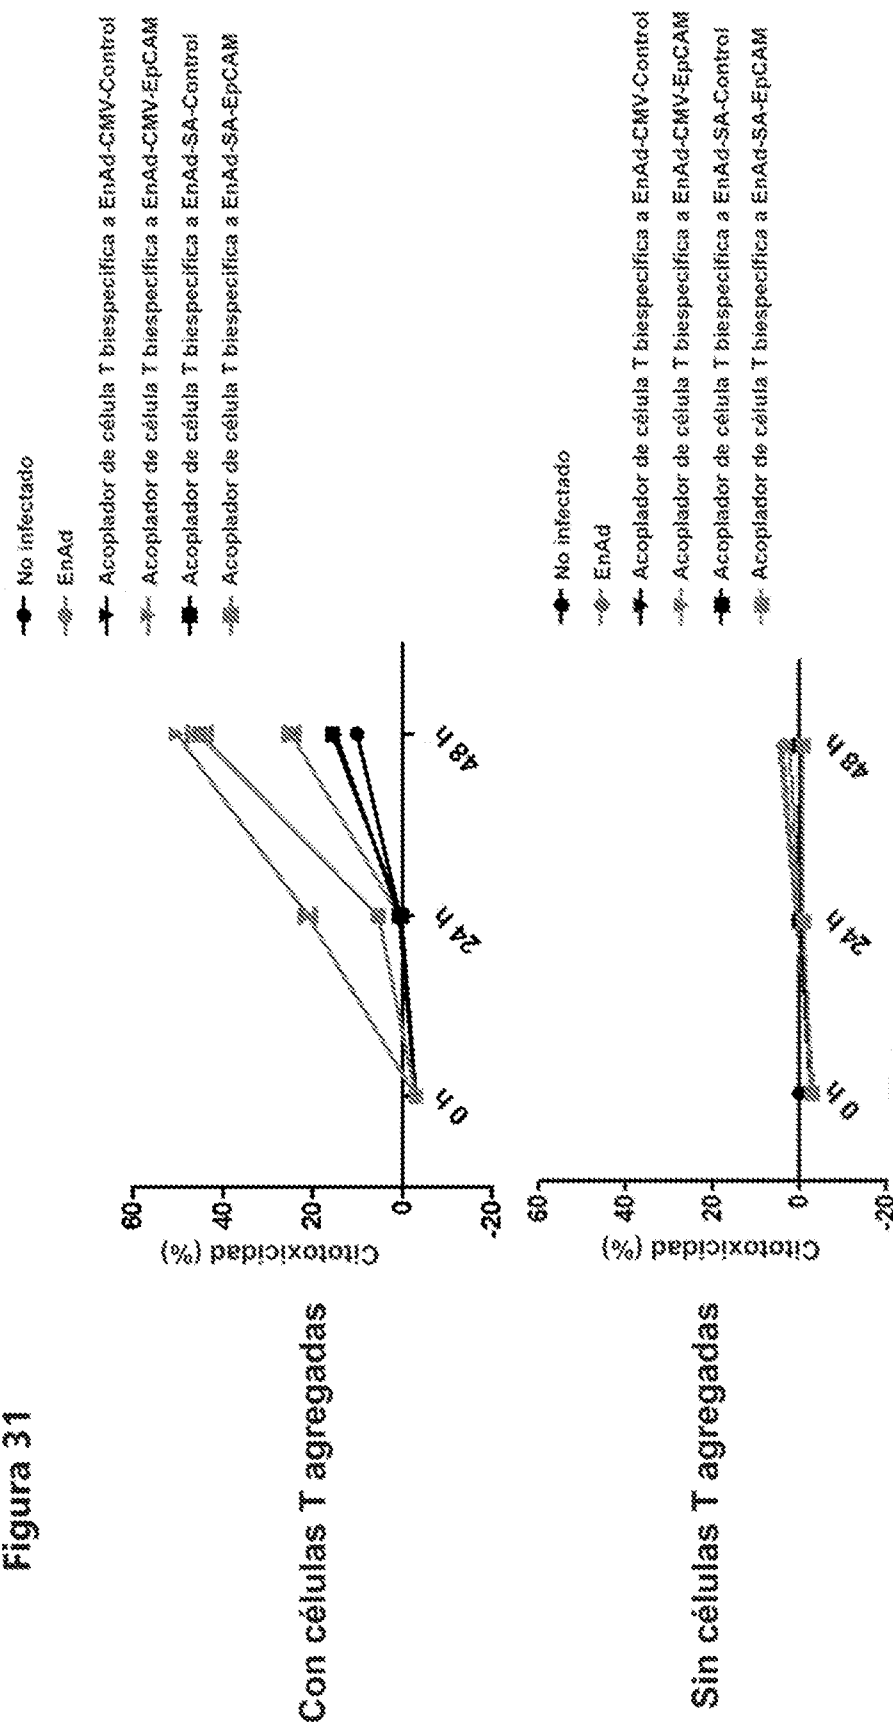 Figura 31
Con células T agregadas
Citotoxicidad (%)
60
40
20
0
-20
0 h
24 h
48 h
No infectado
EnAd
Acoplador de célula T biespecífica a EnAd-CMV-Control
Acoplador de célula T biespecífica a EnAd-CMV-EpCAM
Acoplador de célula T biespecífica a EnAd-SA-Control
Acoplador de célula T biespecífica a EnAd-SA-EpCAM
Sin células T agregadas
Citotoxicidad (%)
60
40
20
0
-20
0 h
24 h
48 h
No infectado
EnAd
Acoplador de célula T biespecífica a EnAd-CMV-Control
Acoplador de célula T biespecífica a EnAd-CMV-EpCAM
Acoplador de célula T biespecífica a EnAd-SA-Control
Acoplador de célula T biespecífica a EnAd-SA-EpCAM